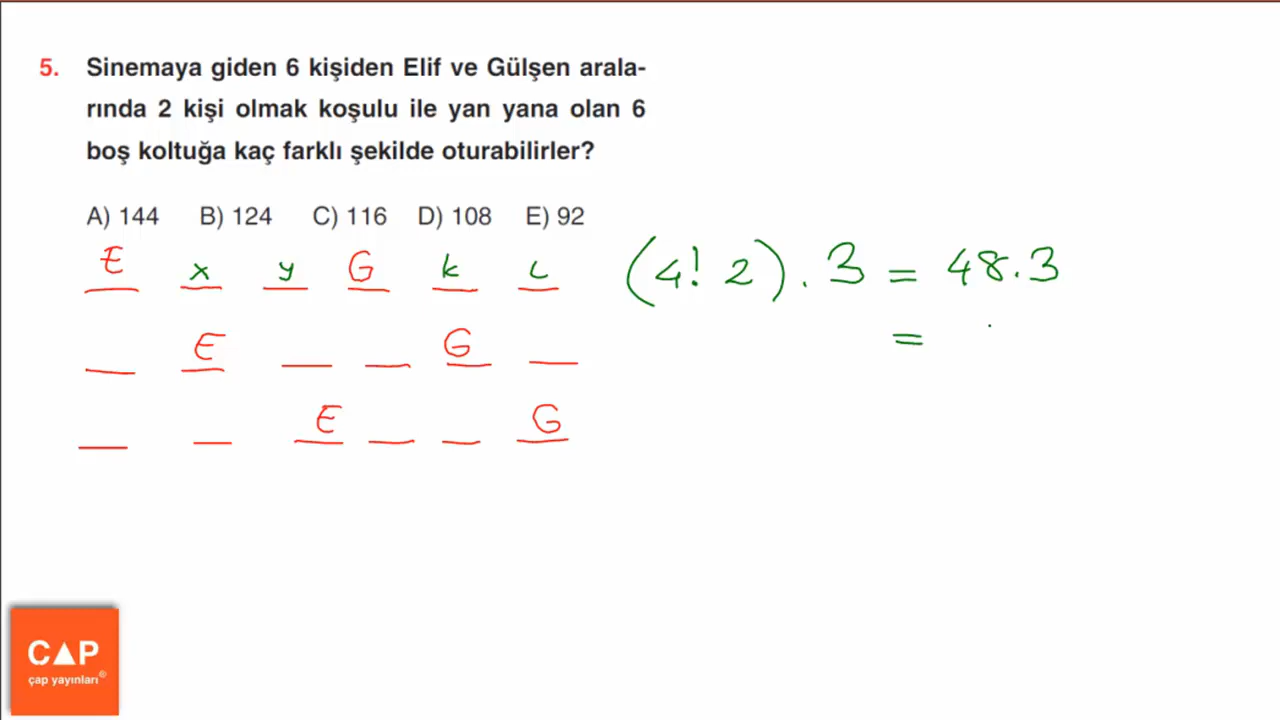 5. Sinemaya giden 6 kişiden Elif ve Gülşen arala-
rında 2 kişi olmak koşulu ile yan yana olan 6
boş koltuğa kaç farklı şekilde oturabilirler?
A) 144 B) 124 C) 116 D) 108 E) 92
E x y G k L
(4! 2) . 3 = 48.3
E G
=
E G
CAP
çap yayınları®